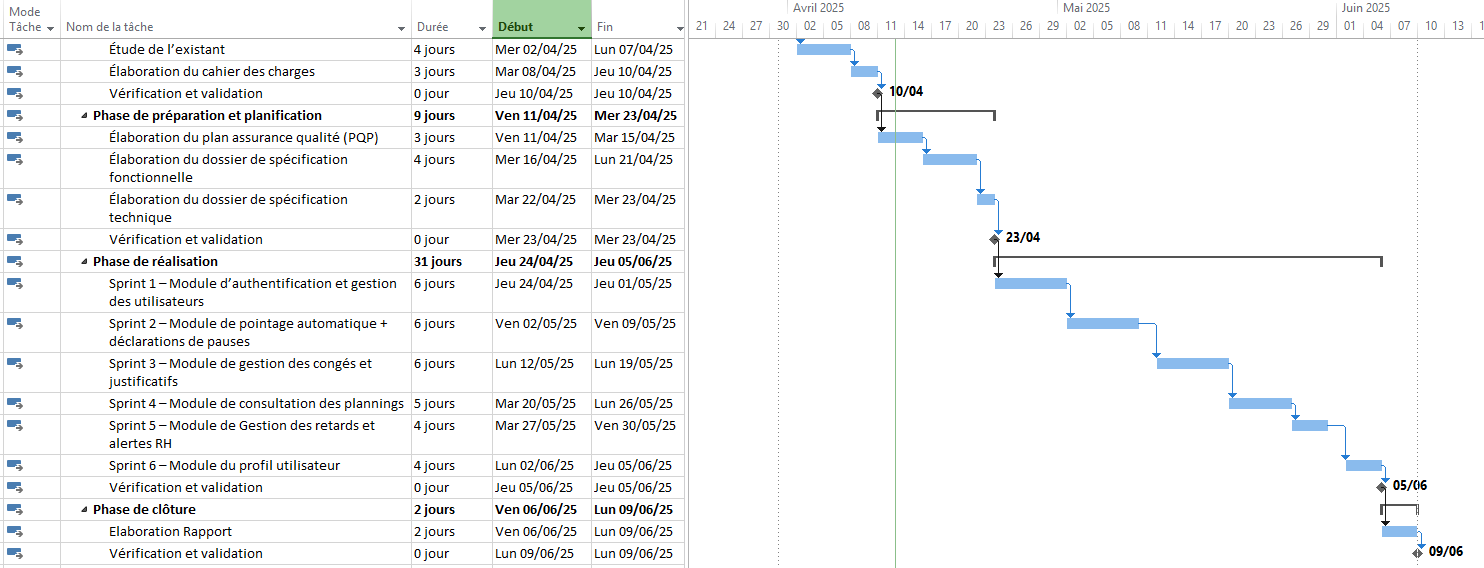 Mode
Tâche
Nom de la tâche
Durée
Début
Fin
Avril 2025
Mai 2025
Juin 2025
21 24 27 30 02 05 08 11 14 17 20 23 26 29 02 05 08 11 14 17 20 23 26 29 01 04 07 10 13 1
Étude de l’existant 4 jours Mer 02/04/25 Lun 07/04/25
Élaboration du cahier des charges 3 jours Mar 08/04/25 Jeu 10/04/25
Vérification et validation 0 jour Jeu 10/04/25 Jeu 10/04/25 10/04
Phase de préparation et planification 9 jours Ven 11/04/25 Mer 23/04/25
Élaboration du plan assurance qualité (PQP) 3 jours Ven 11/04/25 Mar 15/04/25
Élaboration du dossier de spécification 4 jours Mer 16/04/25 Lun 21/04/25
fonctionnelle
Élaboration du dossier de spécification 2 jours Mar 22/04/25 Mer 23/04/25
technique
Vérification et validation 0 jour Mer 23/04/25 Mer 23/04/25 23/04
Phase de réalisation 31 jours Jeu 24/04/25 Jeu 05/06/25
Sprint 1 – Module d’authentification et gestion 6 jours Jeu 24/04/25 Jeu 01/05/25
des utilisateurs
Sprint 2 – Module de pointage automatique + 6 jours Ven 02/05/25 Ven 09/05/25
déclarations de pauses
Sprint 3 – Module de gestion des congés et 6 jours Lun 12/05/25 Lun 19/05/25
justificatifs
Sprint 4 – Module de consultation des plannings 5 jours Mar 20/05/25 Lun 26/05/25
Sprint 5 – Module de Gestion des retards et 4 jours Mar 27/05/25 Ven 30/05/25
alertes RH
Sprint 6 – Module du profil utilisateur 4 jours Lun 02/06/25 Jeu 05/06/25
Vérification et validation 0 jour Jeu 05/06/25 Jeu 05/06/25 05/06
Phase de clôture 2 jours Ven 06/06/25 Lun 09/06/25
Elaboration Rapport 2 jours Ven 06/06/25 Lun 09/06/25
Vérification et validation 0 jour Lun 09/06/25 Lun 09/06/25 09/06